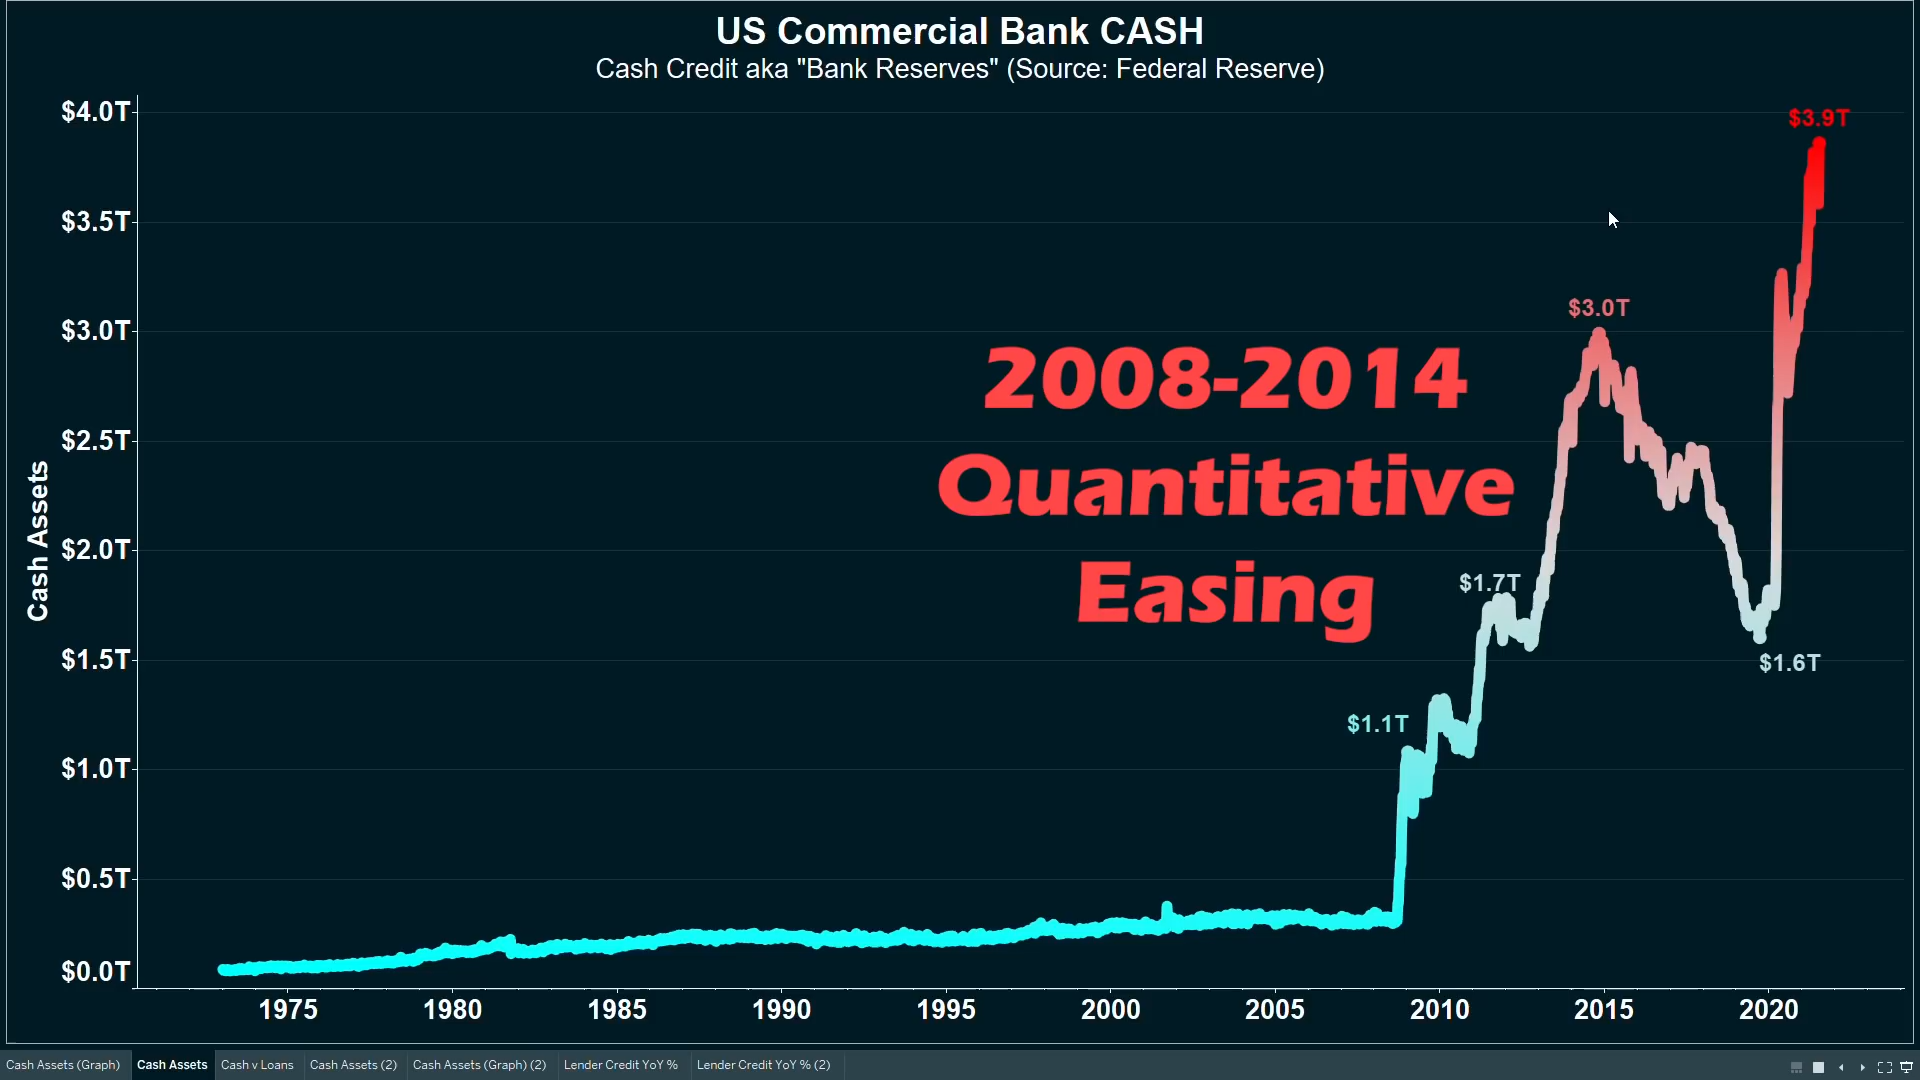 US Commercial Bank CASH
Cash Credit aka "Bank Reserves" (Source: Federal Reserve)
$4.0T
$3.5T
$3.0T
$2.5T
$2.0T
$1.5T
$1.0T
$0.5T
$0.0T
Cash Assets
$3.9T
$3.0T
2008-2014
Quantitative
Easing
$1.7T
$1.6T
$1.1T
1975 1980 1985 1990 1995 2000 2005 2010 2015 2020
Cash Assets (Graph) Cash Assets Cash v Loans Cash Assets (2) Cash Assets (Graph) (2) Lender Credit YoY % Lender Credit YoY % (2)